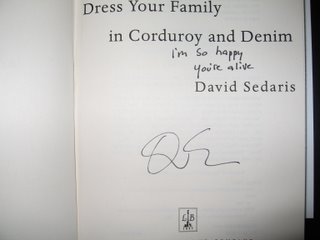 Dress Your Family
in Corduroy and Denim
i'm so happy
you're alive
David Sedaris
L B